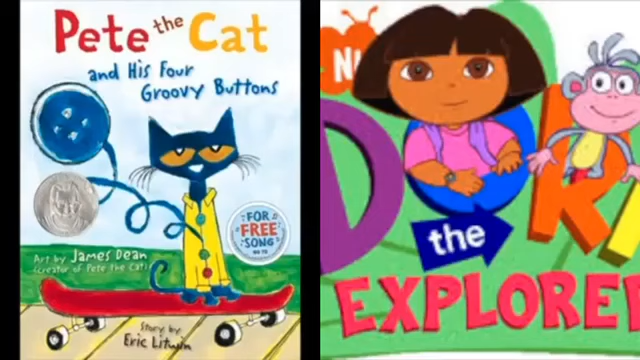 Pete the Cat
and His Four
Groovy Buttons
FOR
FREE
SONG
Art by James Dean
(creator of Pete the Cat)
Story by
Eric Litwin
the
EXPLORE